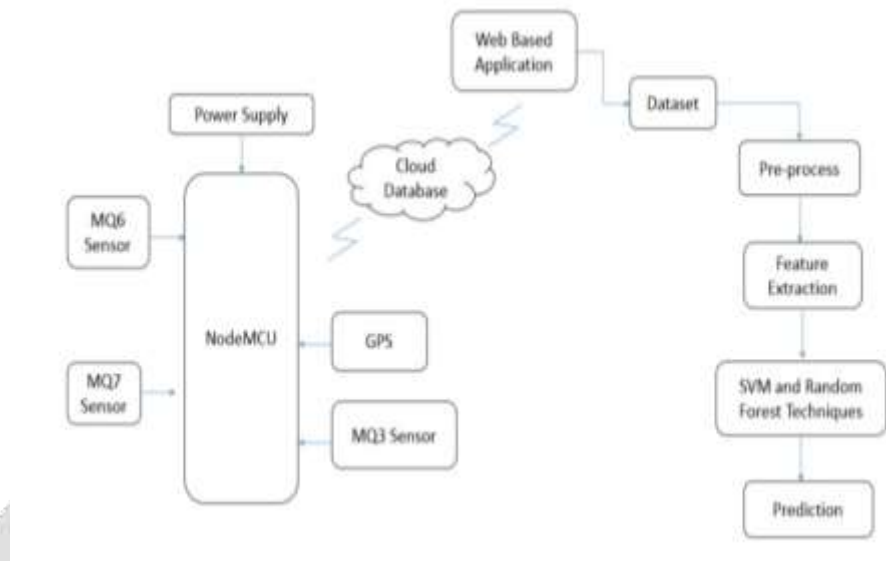 Web Based
Application
Dataset
Power Supply
Cloud
Database
Pre-process
MQ6
Sensor
Feature
Extraction
NodeMCU
GPS
MQ7
Sensor
SVM and Random
Forest Techniques
MQ3 Sensor
Prediction